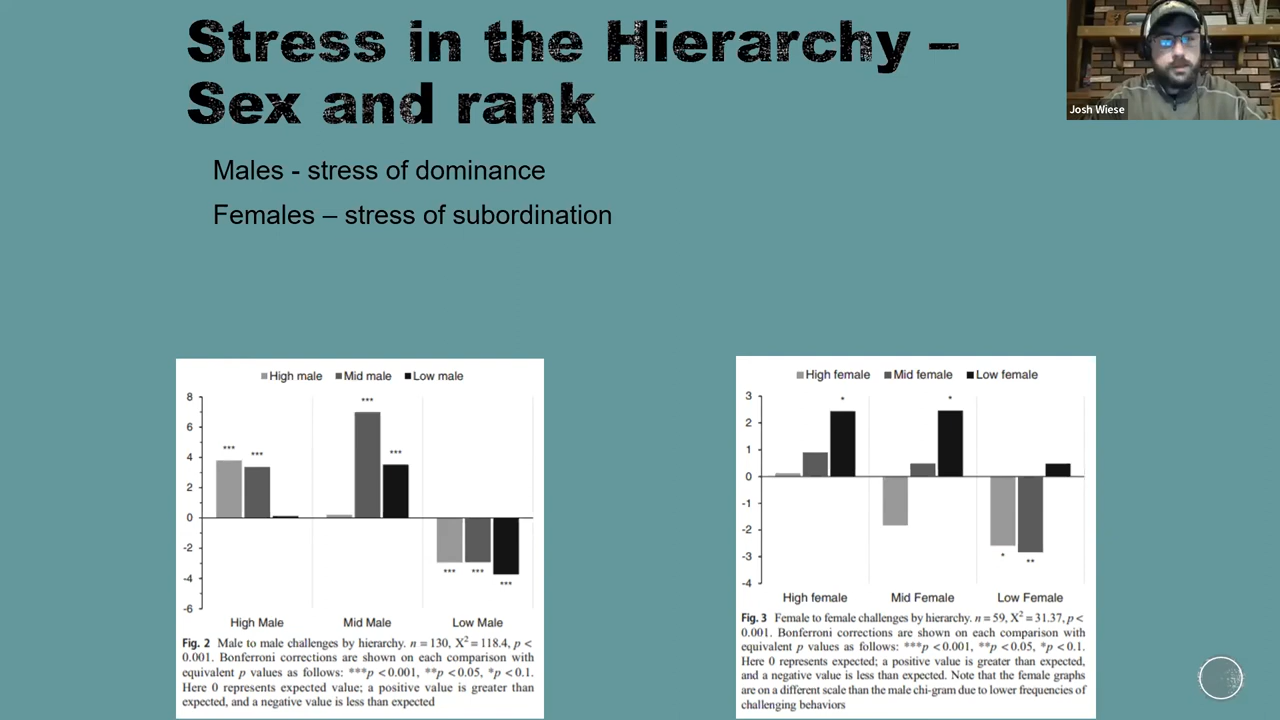 Stress in the Hierarchy –
Sex and rank
Josh Wiese
Males - stress of dominance
Females – stress of subordination
High male Mid male Low male
8
6
4
2
0
-2
-4
-6
*** *** *** *** *** *** ***
High Male Mid Male Low Male
Fig. 2 Male to male challenges by hierarchy. n = 130, X² = 118.4, p <
0.001. Bonferroni corrections are shown on each comparison with
equivalent p values as follows: ***p < 0.001, **p < 0.05, *p < 0.1.
Here 0 represents expected value; a positive value is greater than
expected, and a negative value is less than expected
High female Mid female Low female
3
2
1
0
-1
-2
-3
-4
* * * **
High female Mid Female Low Female
Fig. 3 Female to female challenges by hierarchy. n = 59, X² = 31.37, p <
0.001. Bonferroni corrections are shown on each comparison with
equivalent p values as follows: ***p < 0.001, **p < 0.05, *p < 0.1.
Here 0 represents expected; a positive value is greater than expected,
and a negative value is less than expected. Note that the female graphs
are on a different scale than the male chi-gram due to lower frequencies of
challenging behaviors
W